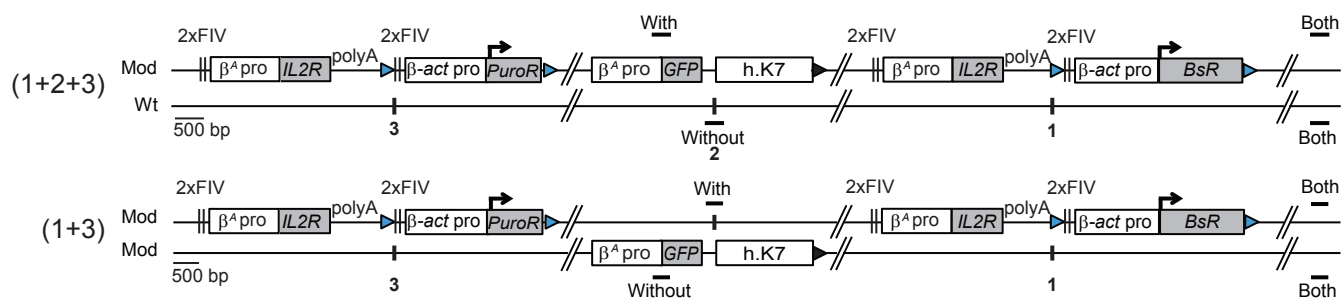 With Both
2xFIV polyA 2xFIV 2xFIV polyA 2xFIV
(1+2+3) Mod βᴬ pro IL2R β-act pro PuroR βᴬ pro GFP h.K7 βᴬ pro IL2R β-act pro BsR
Wt
500 bp 3 Without 1 Both
2
With Both
2xFIV polyA 2xFIV 2xFIV polyA 2xFIV
(1+3) Mod βᴬ pro IL2R β-act pro PuroR βᴬ pro IL2R β-act pro BsR
Mod βᴬ pro GFP h.K7
500 bp 3 Without 1 Both